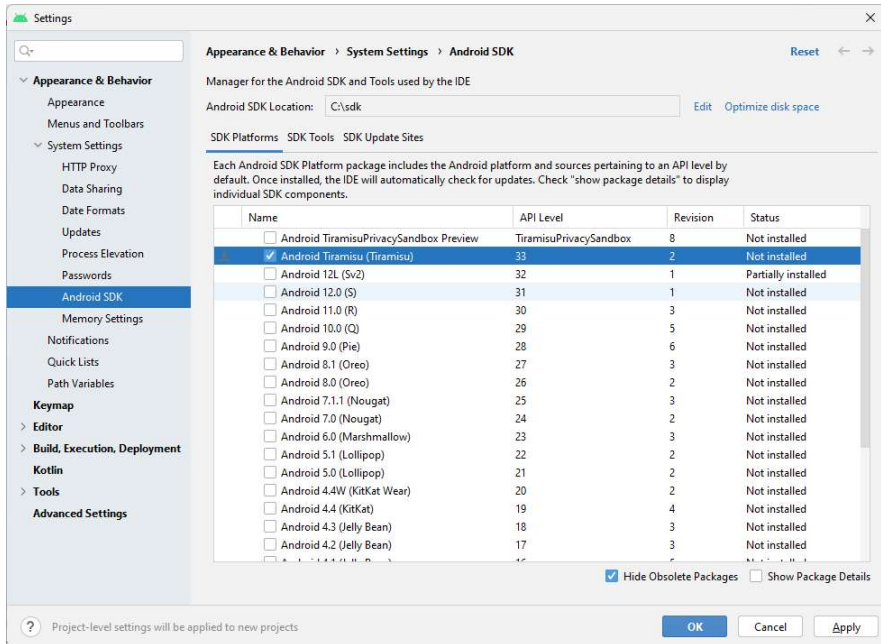 Settings
Appearance & Behavior
Appearance
Menus and Toolbars
System Settings
HTTP Proxy
Data Sharing
Date Formats
Updates
Process Elevation
Passwords
Android SDK
Memory Settings
Notifications
Quick Lists
Path Variables
Keymap
Editor
Build, Execution, Deployment
Kotlin
Tools
Advanced Settings
Appearance & Behavior > System Settings > Android SDK
Reset
Manager for the Android SDK and Tools used by the IDE
Android SDK Location: C:\sdk Edit Optimize disk space
SDK Platforms SDK Tools SDK Update Sites
Each Android SDK Platform package includes the Android platform and sources pertaining to an API level by
default. Once installed, the IDE will automatically check for updates. Check "show package details" to display
individual SDK components.
Name API Level Revision Status
Android TiramisuPrivacySandbox Preview TiramisuPrivacySandbox 8 Not installed
Android Tiramisu (Tiramisu) 33 2 Not installed
Android 12L (Sv2) 32 1 Partially installed
Android 12.0 (S) 31 1 Not installed
Android 11.0 (R) 30 3 Not installed
Android 10.0 (Q) 29 5 Not installed
Android 9.0 (Pie) 28 6 Not installed
Android 8.1 (Oreo) 27 3 Not installed
Android 8.0 (Oreo) 26 2 Not installed
Android 7.1.1 (Nougat) 25 3 Not installed
Android 7.0 (Nougat) 24 2 Not installed
Android 6.0 (Marshmallow) 23 3 Not installed
Android 5.1 (Lollipop) 22 2 Not installed
Android 5.0 (Lollipop) 21 2 Not installed
Android 4.4W (KitKat Wear) 20 2 Not installed
Android 4.4 (KitKat) 19 4 Not installed
Android 4.3 (Jelly Bean) 18 3 Not installed
Android 4.2 (Jelly Bean) 17 3 Not installed
Hide Obsolete Packages Show Package Details
? Project-level settings will be applied to new projects
OK Cancel Apply